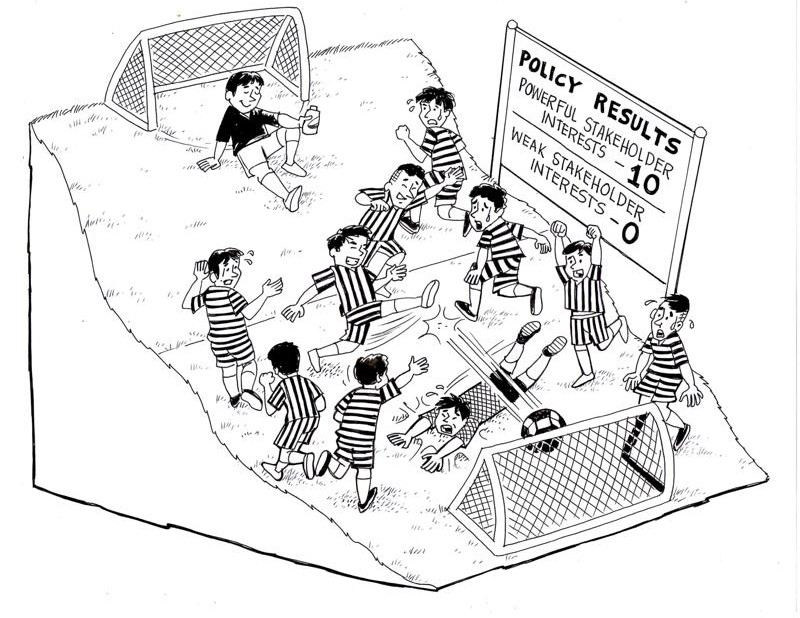 POLICY RESULTS
POWERFUL STAKEHOLDER
INTERESTS - 10
WEAK STAKEHOLDER
INTERESTS - 0